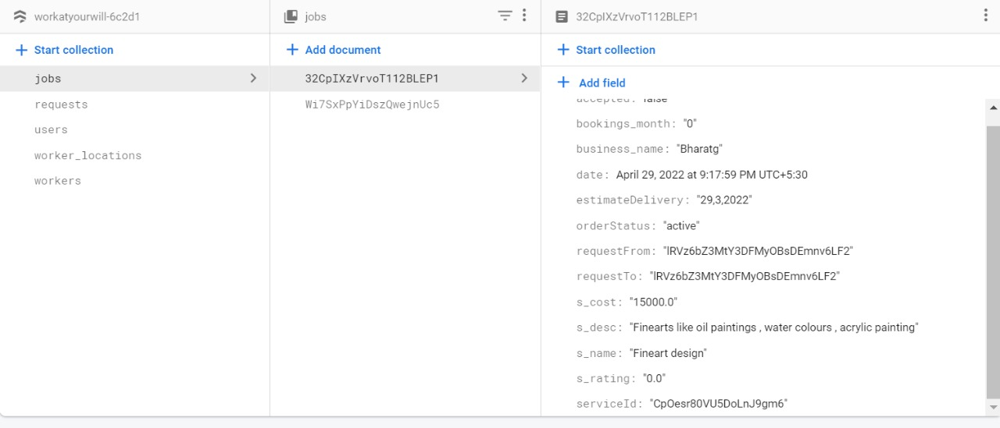 workatyourwill-6c2d1
jobs
32CpIXzVrvoT112BLEP1
Start collection
Add document
Start collection
jobs
requests
users
worker_locations
workers
32CpIXzVrvoT112BLEP1
Wi7SxPpYiDszQwejnUc5
Add field
accepted: false
bookings_month: "0"
business_name: "Bharatg"
date: April 29, 2022 at 9:17:59 PM UTC+5:30
estimateDelivery: "29,3,2022"
orderStatus: "active"
requestFrom: "lRVz6bZ3MtY3DFMyOBsDEmnv6LF2"
requestTo: "lRVz6bZ3MtY3DFMyOBsDEmnv6LF2"
s_cost: "15000.0"
s_desc: "Finearts like oil paintings , water colours , acrylic painting"
s_name: "Fineart design"
s_rating: "0.0"
serviceId: "CpOesr80VU5DoLnJ9gm6"